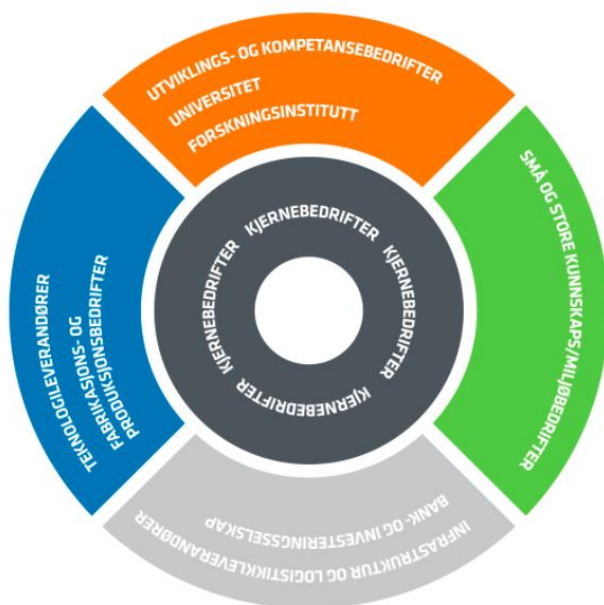 UTVIKLINGS- OG KOMPETANSEBEDRIFTER
UNIVERSITET
FORSKNINGSINSTITUTT
SMÅ OG STORE KUNNSKAPS/MILJØBEDRIFTER
INFRASTRUKTUR OG LOGISTIKKLEVERANDØRER
BANK- OG INVESTERINGSSELSKAP
TEKNOLOGILEVERANDØRER
FABRIKASJONS- OG
PRODUKSJONSBEDRIFTER
KJERNEBEDRIFTER
KJERNEBEDRIFTER
KJERNEBEDRIFTER
KJERNEBEDRIFTER
KJERNEBEDRIFTER